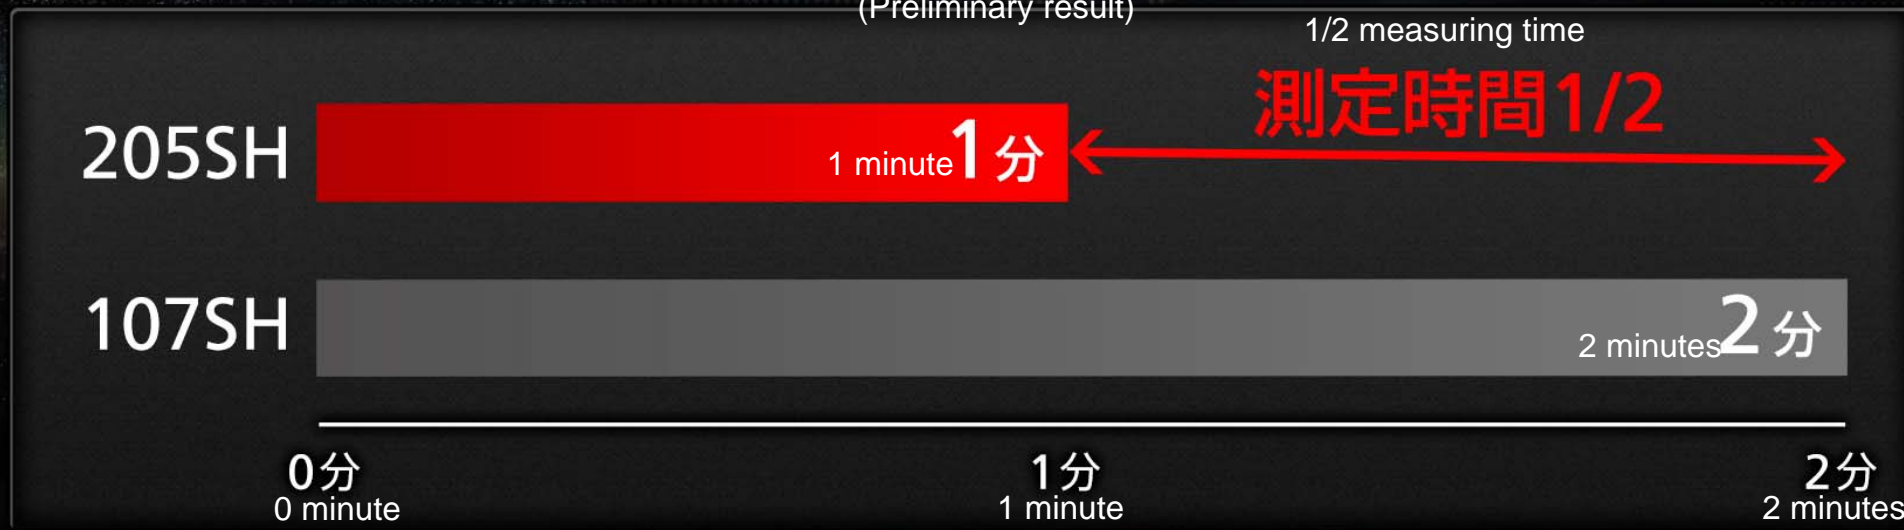 (Preliminary result)
1/2 measuring time
測定時間1/2
205SH
1 minute 1分
107SH
2 minutes 2分
0分
1分
2分
0 minute
1 minute
2 minutes